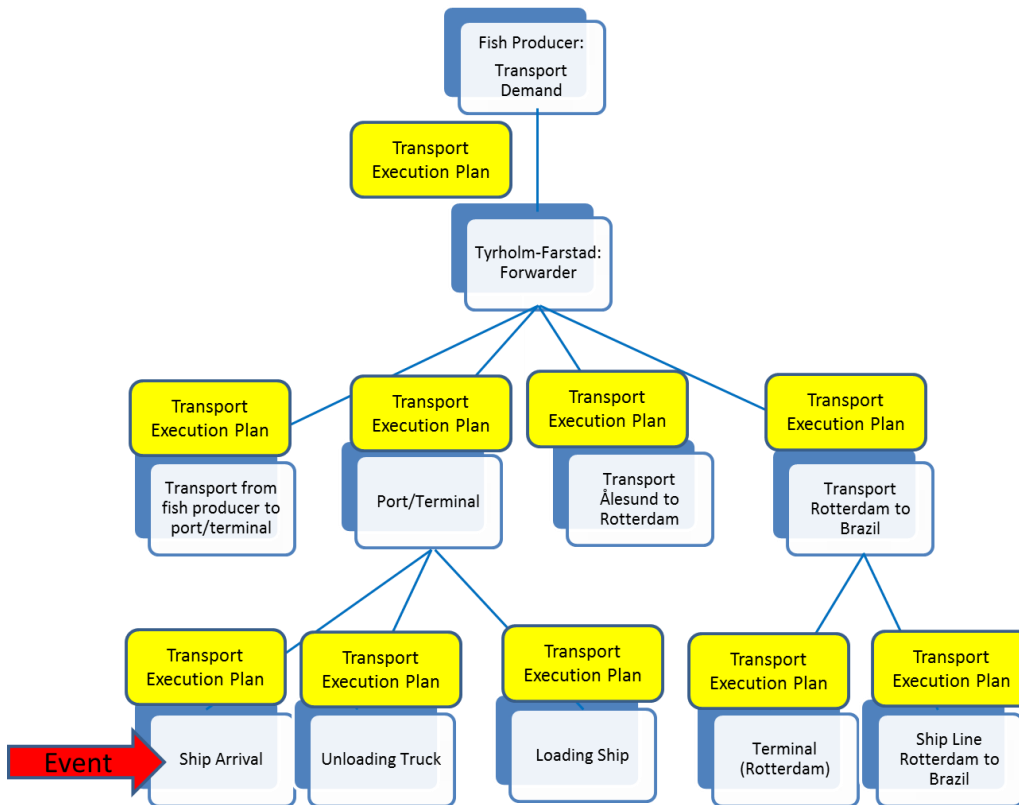 Fish Producer:
Transport
Demand
Transport
Execution Plan
Tyrholm-Farstad:
Forwarder
Transport
Execution Plan
Transport
Execution Plan
Transport
Execution Plan
Transport
Execution Plan
Transport from
fish producer to
port/terminal
Port/Terminal
Transport
Ålesund to
Rotterdam
Transport
Rotterdam to
Brazil
Transport
Execution Plan
Transport
Execution Plan
Transport
Execution Plan
Transport
Execution Plan
Transport
Execution Plan
Event
Ship Arrival
Unloading Truck
Loading Ship
Terminal
(Rotterdam)
Ship Line
Rotterdam to
Brazil